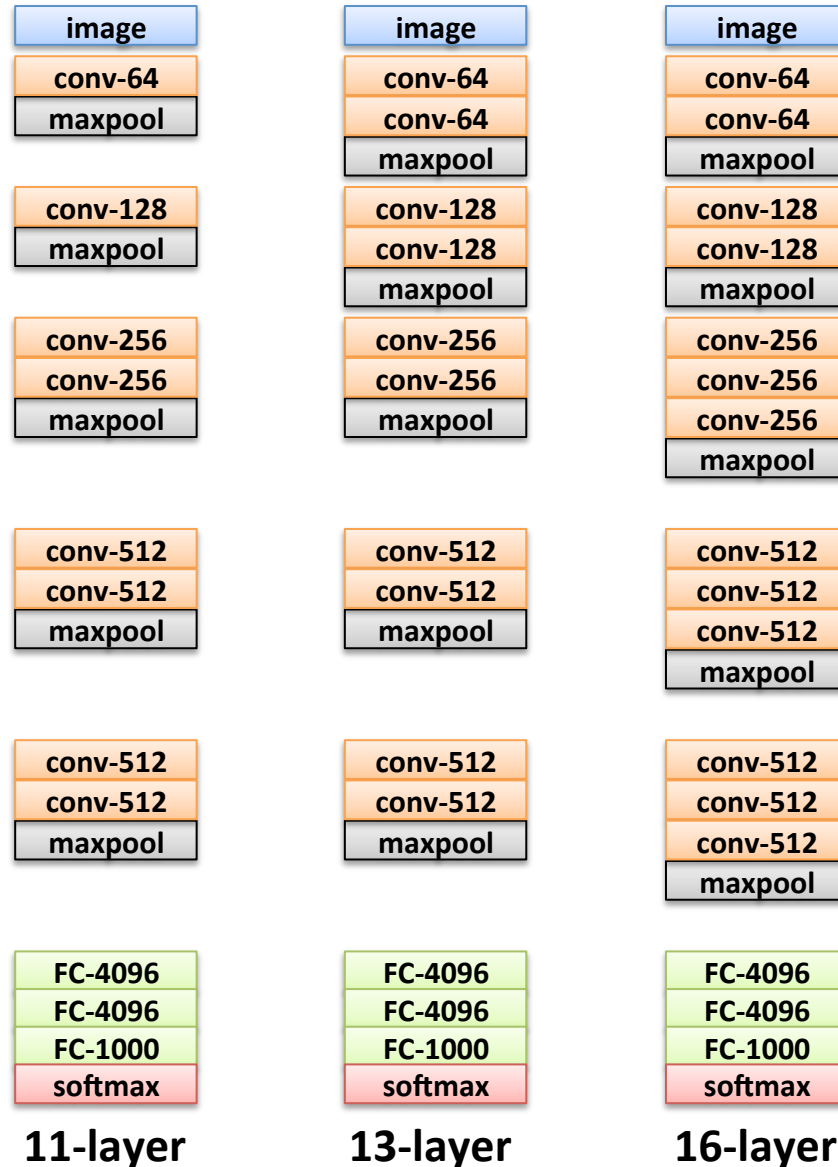 image
conv-64
maxpool
conv-128
maxpool
conv-256
conv-256
maxpool
conv-512
conv-512
maxpool
conv-512
conv-512
maxpool
FC-4096
FC-4096
FC-1000
softmax
11-layer
image
conv-64
conv-64
maxpool
conv-128
conv-128
maxpool
conv-256
conv-256
maxpool
conv-512
conv-512
maxpool
conv-512
conv-512
maxpool
FC-4096
FC-4096
FC-1000
softmax
13-layer
image
conv-64
conv-64
maxpool
conv-128
conv-128
maxpool
conv-256
conv-256
conv-256
maxpool
conv-512
conv-512
conv-512
maxpool
conv-512
conv-512
conv-512
maxpool
FC-4096
FC-4096
FC-1000
softmax
16-layer